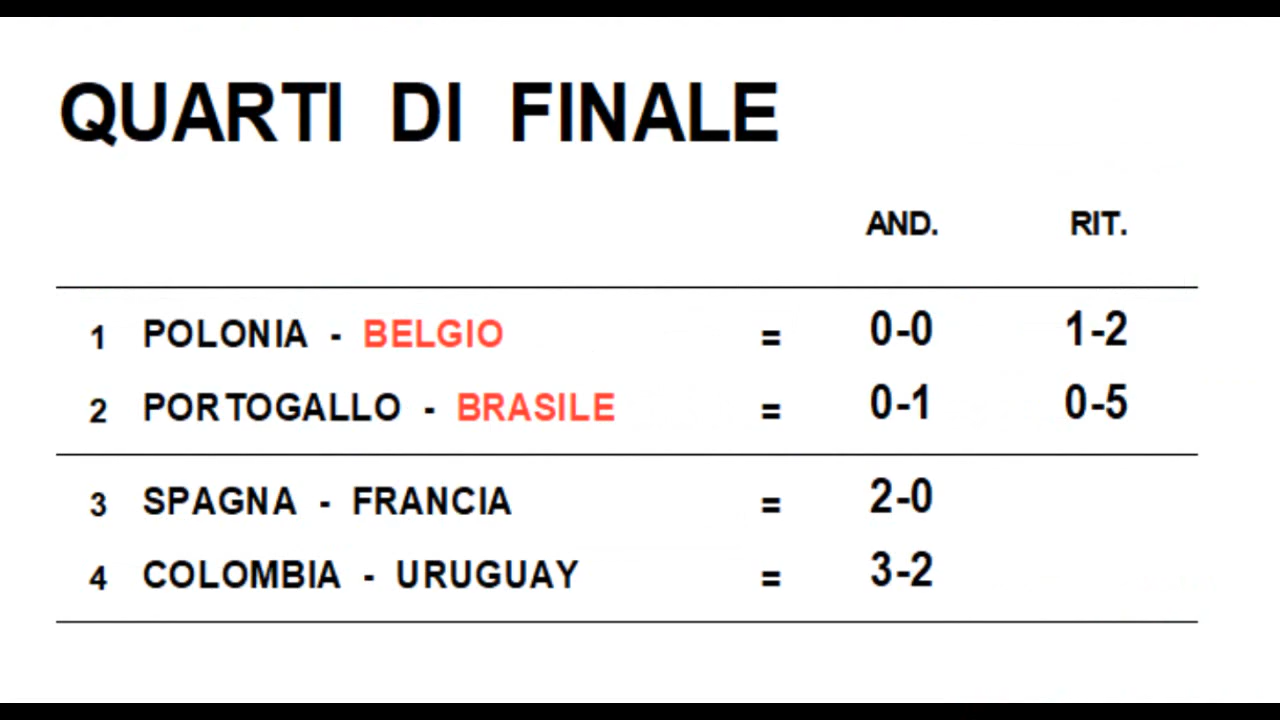 QUARTI DI FINALE
AND. RIT.
1 POLONIA - BELGIO = 0-0 1-2
2 PORTOGALLO - BRASILE = 0-1 0-5
3 SPAGNA - FRANCIA = 2-0
4 COLOMBIA - URUGUAY = 3-2